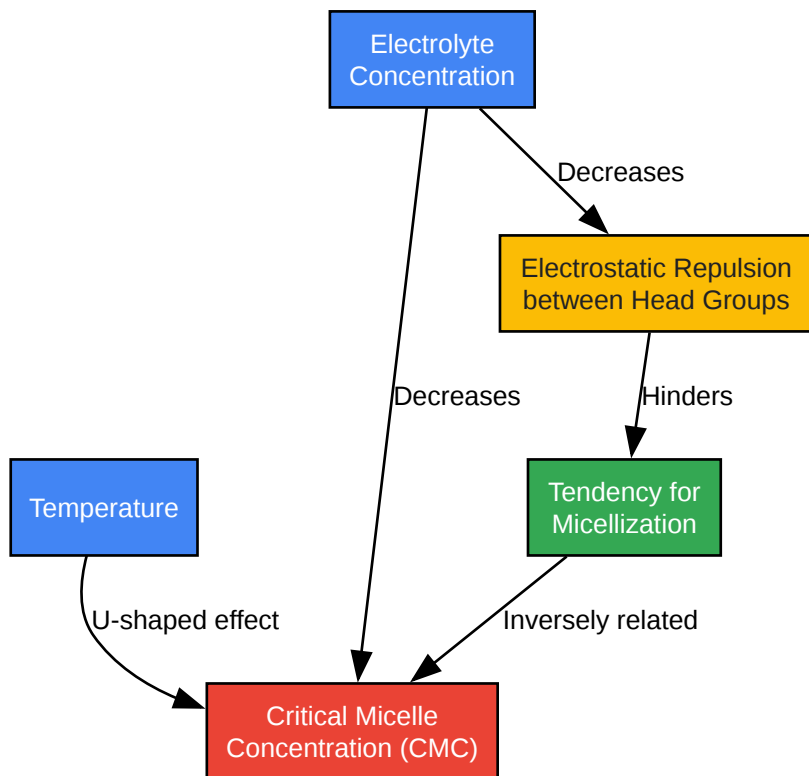 Electrolyte
Concentration
Decreases
Electrostatic Repulsion
between Head Groups
Decreases
Hinders
Temperature
Tendency for
Micellization
U-shaped effect
Inversely related
Critical Micelle
Concentration (CMC)